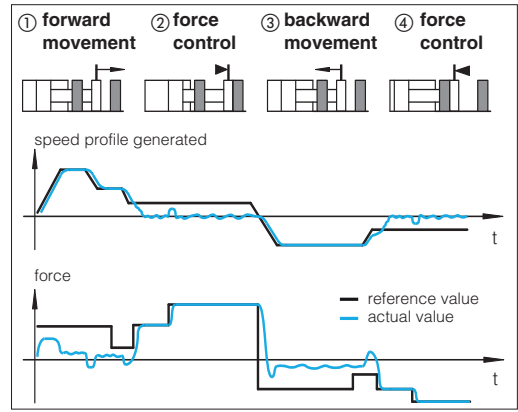 ① forward
movement
② force
control
③ backward
movement
④ force
control
speed profile generated
t
force
reference value
actual value
t